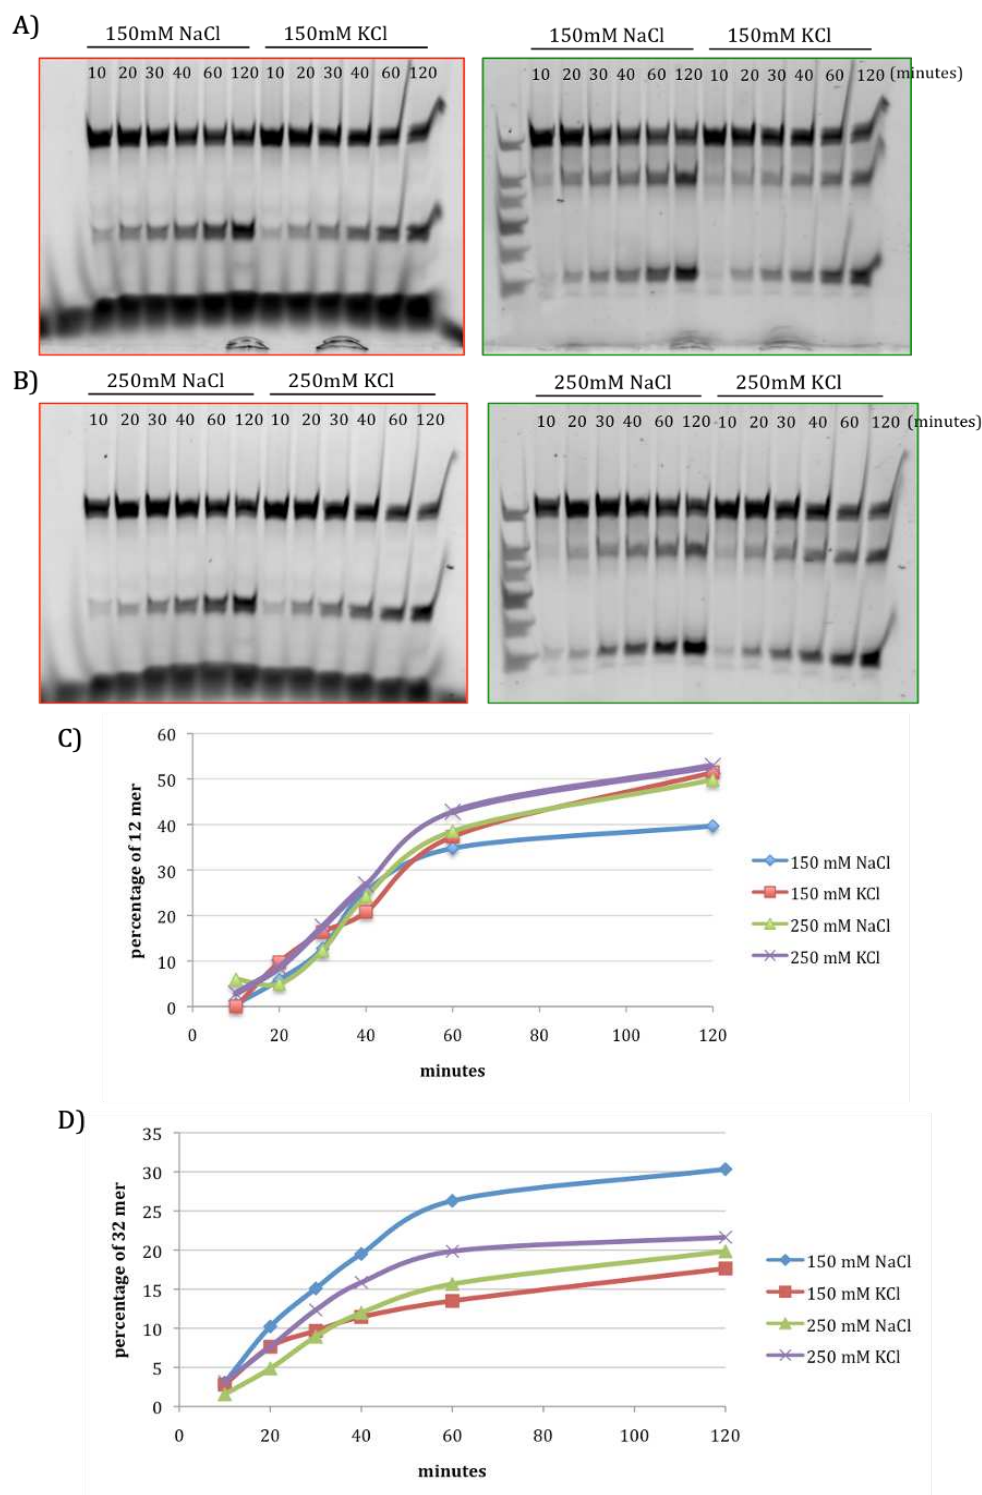 A)
150mM NaCl 150mM KCl 150mM NaCl 150mM KCl
10 20 30 40 60 120 10 20 30 40 60 120 10 20 30 40 60 120 10 20 30 40 60 120 (minutes)
B)
250mM NaCl 250mM KCl 250mM NaCl 250mM KCl
10 20 30 40 60 120 10 20 30 40 60 120 10 20 30 40 60 120 10 20 30 40 60 120 (minutes)
C)
percentage of 12 mer
60
50
40
30
20
10
0
0 20 40 60 80 100 120
minutes
150 mM NaCl
150 mM KCl
250 mM NaCl
250 mM KCl
D)
percentage of 32 mer
35
30
25
20
15
10
5
0
0 20 40 60 80 100 120
minutes
150 mM NaCl
150 mM KCl
250 mM NaCl
250 mM KCl